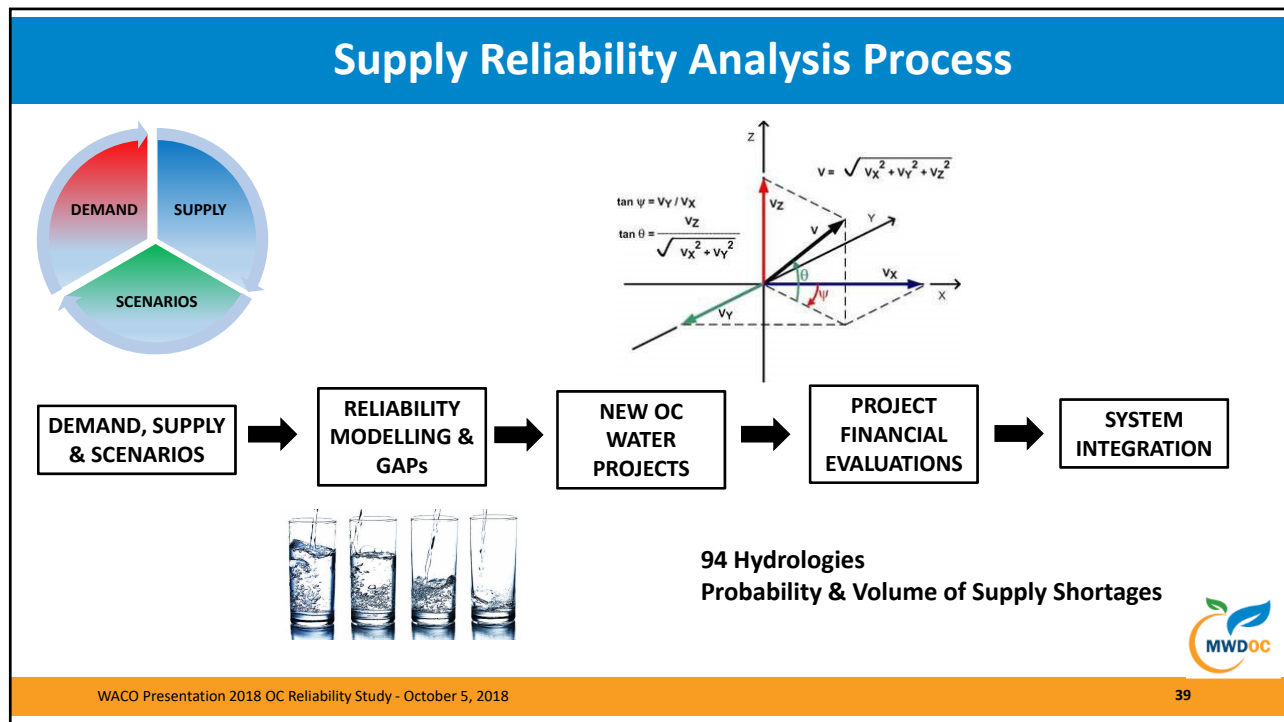 Supply Reliability Analysis Process
DEMAND
SUPPLY
SCENARIOS
Z
V = √ Vx² + Vy² + Vz²
tan ψ = Vy / Vx
Vz
tan θ = Vz / √ Vx² + Vy²
V
Y
θ
Vx
ψ
X
Vy
DEMAND, SUPPLY
& SCENARIOS
RELIABILITY
MODELLING &
GAPs
NEW OC
WATER
PROJECTS
PROJECT
FINANCIAL
EVALUATIONS
SYSTEM
INTEGRATION
94 Hydrologies
Probability & Volume of Supply Shortages
MWDOC
WACO Presentation 2018 OC Reliability Study - October 5, 2018
39